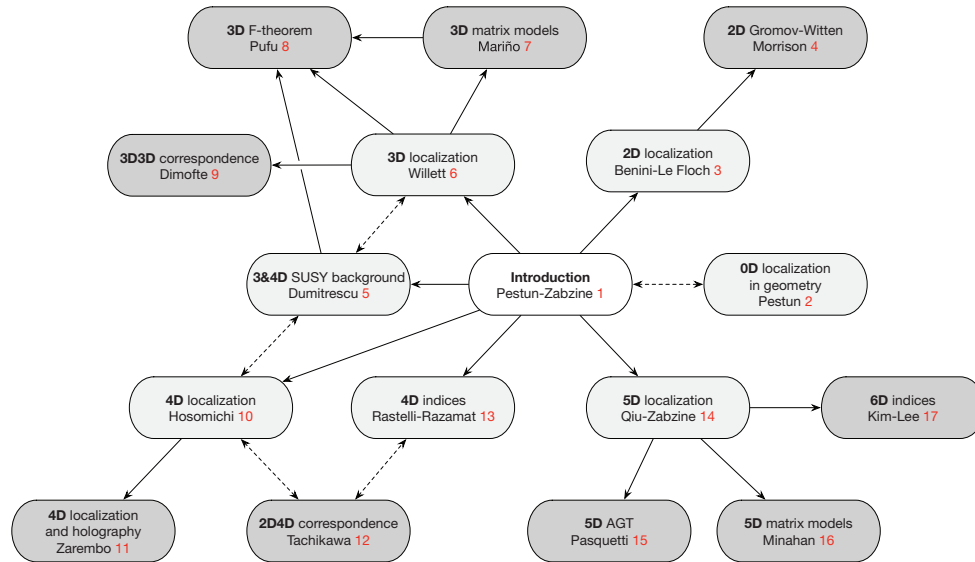 3D F-theorem
Pufu 8
3D matrix models
Mariño 7
2D Gromov-Witten
Morrison 4
3D3D correspondence
Dimofte 9
3D localization
Willett 6
2D localization
Benini-Le Floch 3
3&4D SUSY background
Dumitrescu 5
Introduction
Pestun-Zabzine 1
0D localization
in geometry
Pestun 2
4D localization
Hosomichi 10
4D indices
Rastelli-Razamat 13
5D localization
Qiu-Zabzine 14
6D indices
Kim-Lee 17
4D localization
and holography
Zarembo 11
2D4D correspondence
Tachikawa 12
5D AGT
Pasquetti 15
5D matrix models
Minahan 16